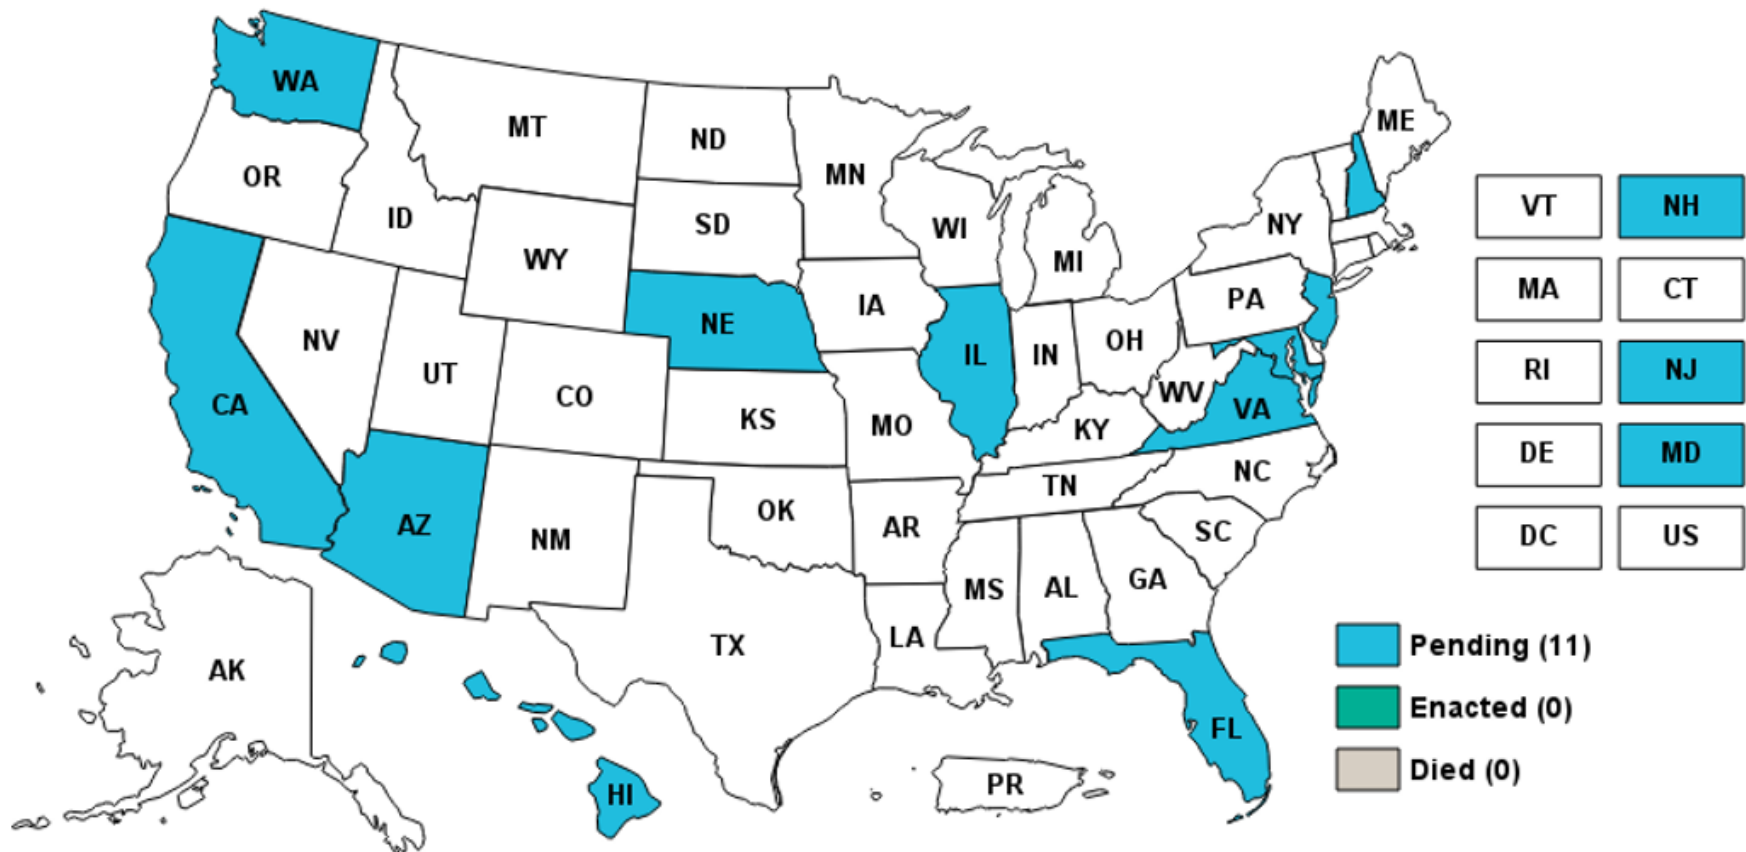 WA
MT
ND
MN
ME
OR
ID
SD
WI
NY
VT
NH
WY
MI
MA
CT
NE
IA
PA
NV
UT
IL
IN
OH
RI
NJ
CA
CO
KS
MO
WV
VA
KY
DE
MD
AZ
NM
OK
AR
TN
NC
SC
DC
US
MS
AL
GA
TX
LA
Pending (11)
AK
FL
Enacted (0)
HI
PR
Died (0)